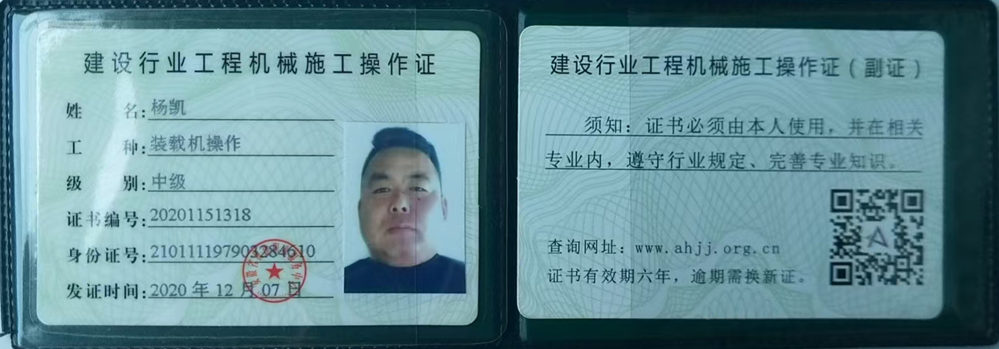 建设行业工程机械施工操作证
姓 名:杨凯
工 种:装载机操作
级 别:中级
证书编号:20201151318
身份证号:210111197903284610
发证时间:2020 年 12 月 07 日
建设行业工程机械施工操作证（副证）
须知：证书必须由本人使用，并在相关
专业内，遵守行业规定、完善专业知识。
查询网址：www.ahjj.org.cn
证书有效期六年，逾期需换新证。